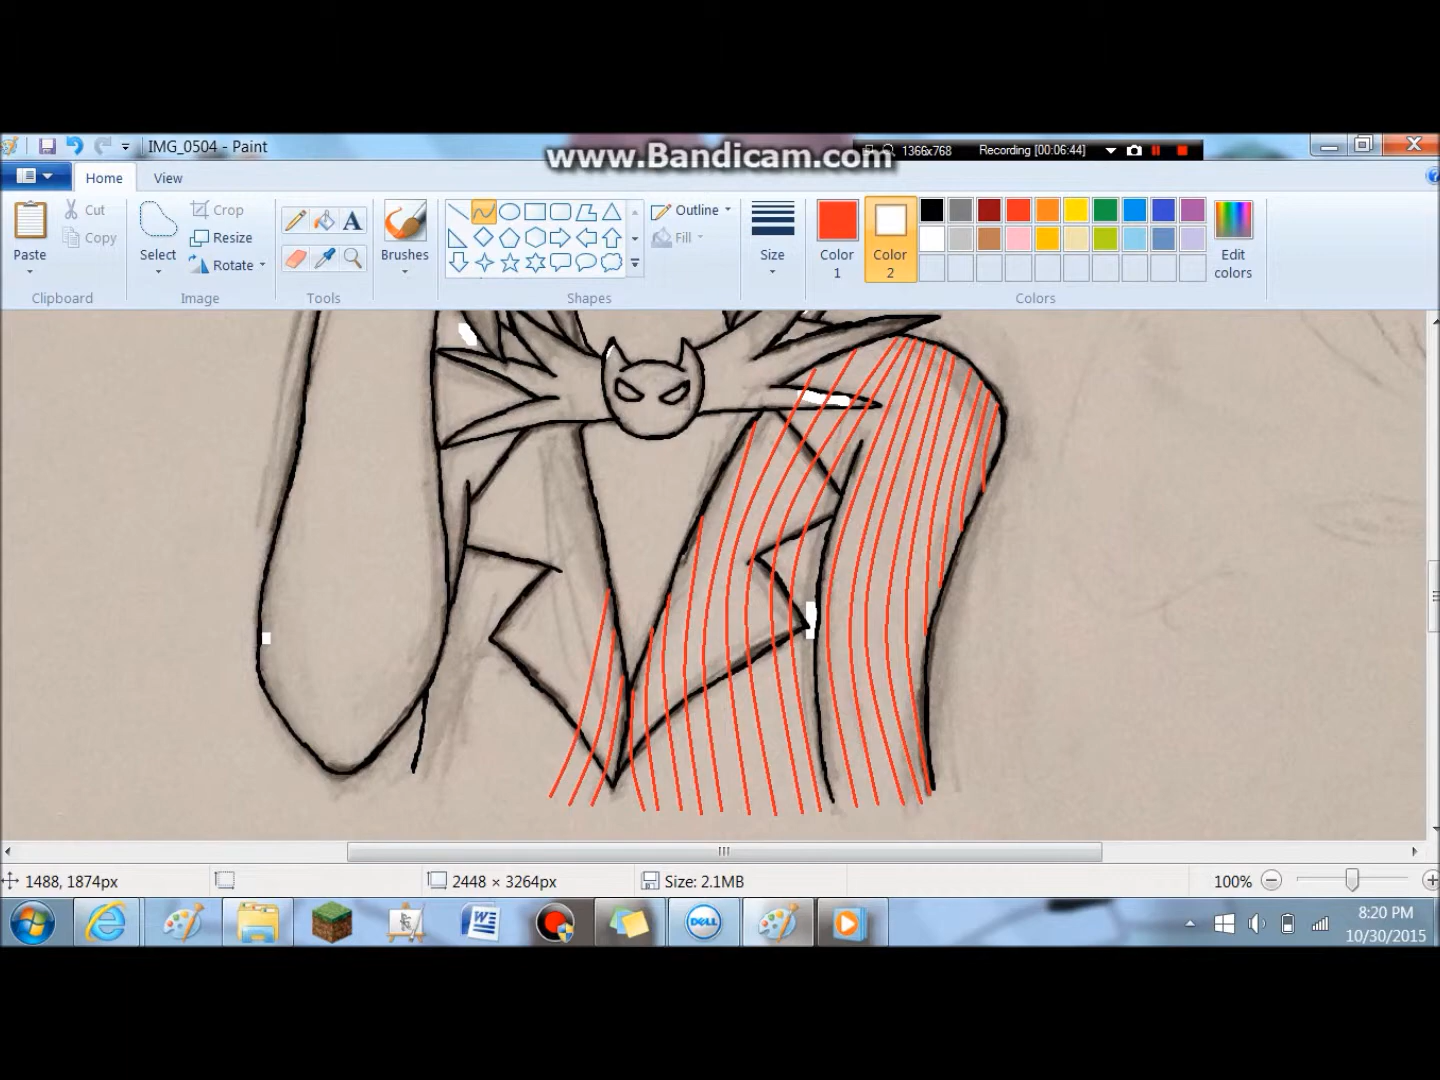 IMG_0504 - Paint
www.Bandicam.com
1366x768
Recording [00:06:44]
Home
View
Paste
Cut
Copy
Clipboard
Select
Crop
Resize
Rotate
Image
A
Tools
Brushes
Shapes
Outline
Fill
Size
Color
1
Color
2
Edit
colors
Colors
1488, 1874px
2448 × 3264px
Size: 2.1MB
100%
W
DELL
8:20 PM
10/30/2015